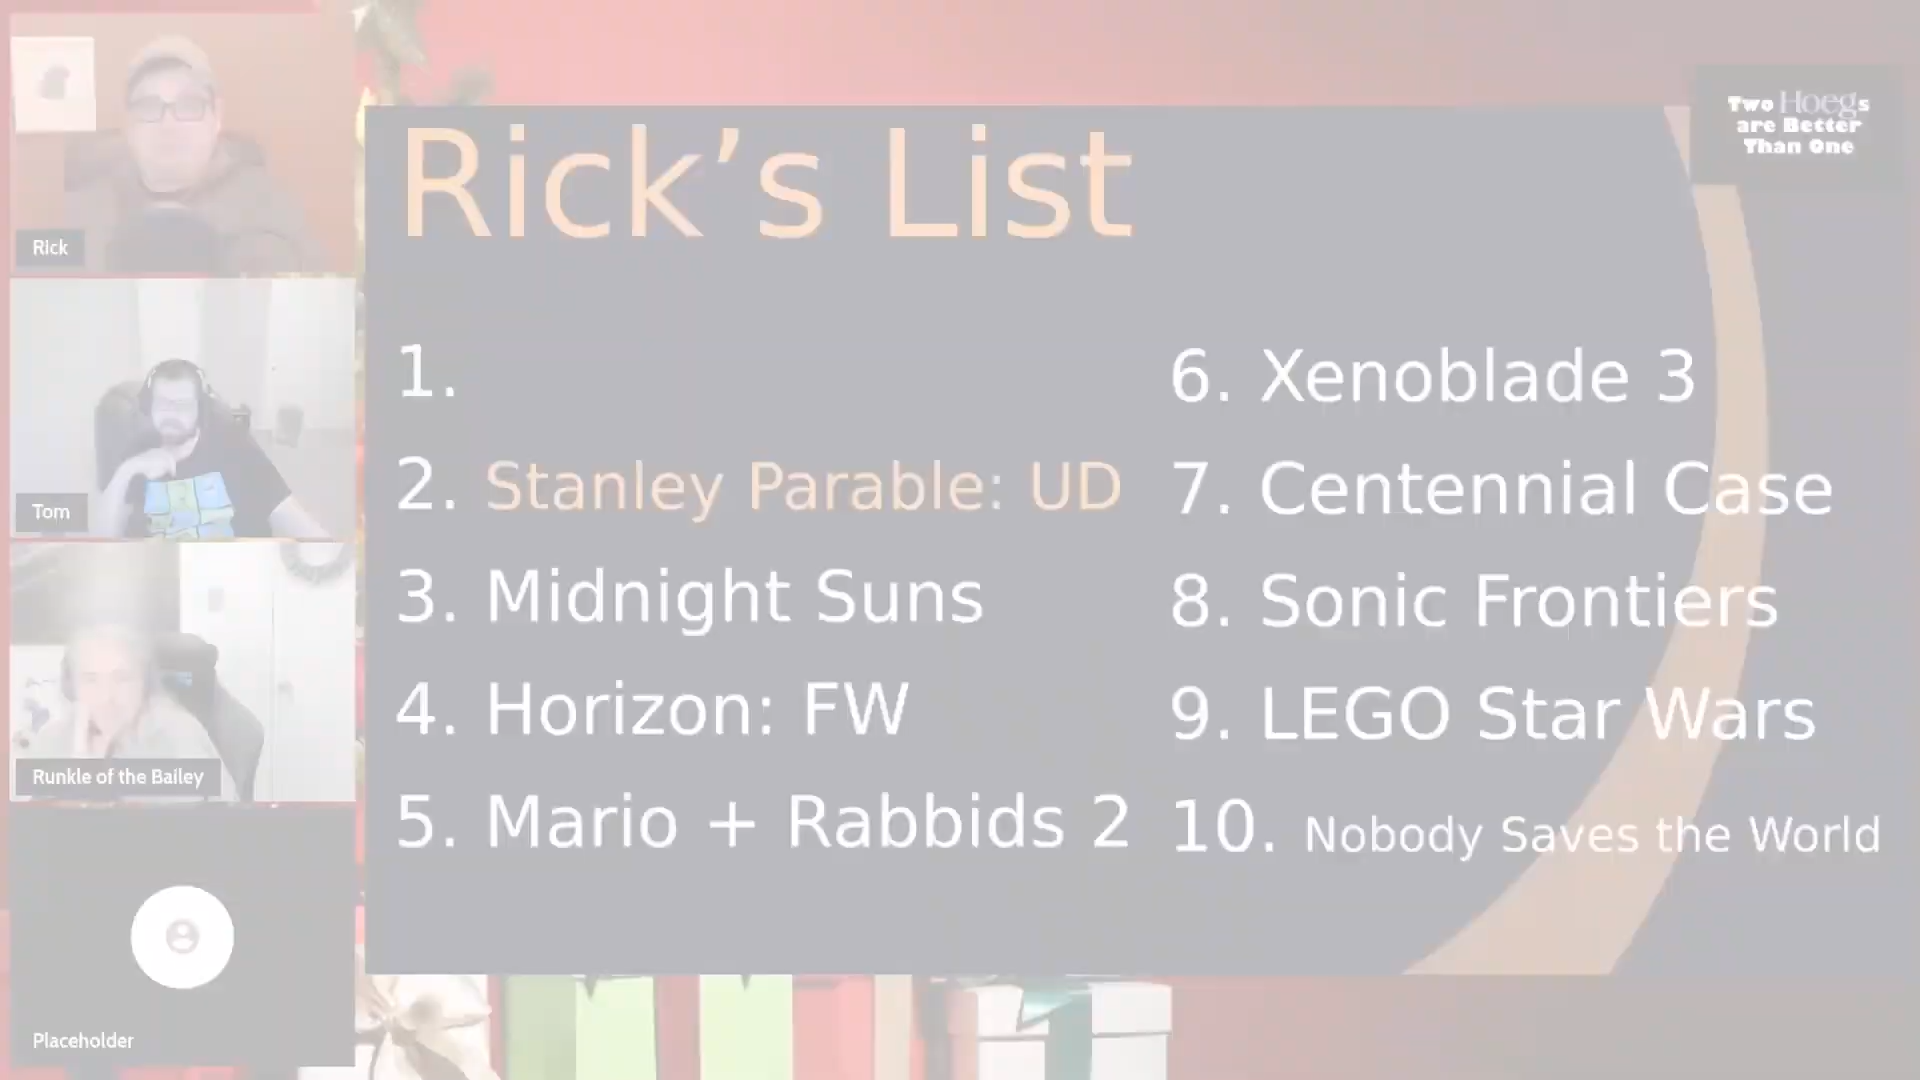 Rick
Tom
Runkle of the Bailey
Placeholder
Rick’s List
1.
2. Stanley Parable: UD
3. Midnight Suns
4. Horizon: FW
5. Mario + Rabbids 2
6. Xenoblade 3
7. Centennial Case
8. Sonic Frontiers
9. LEGO Star Wars
10. Nobody Saves the World
Two Hoegs
are Better
Than One